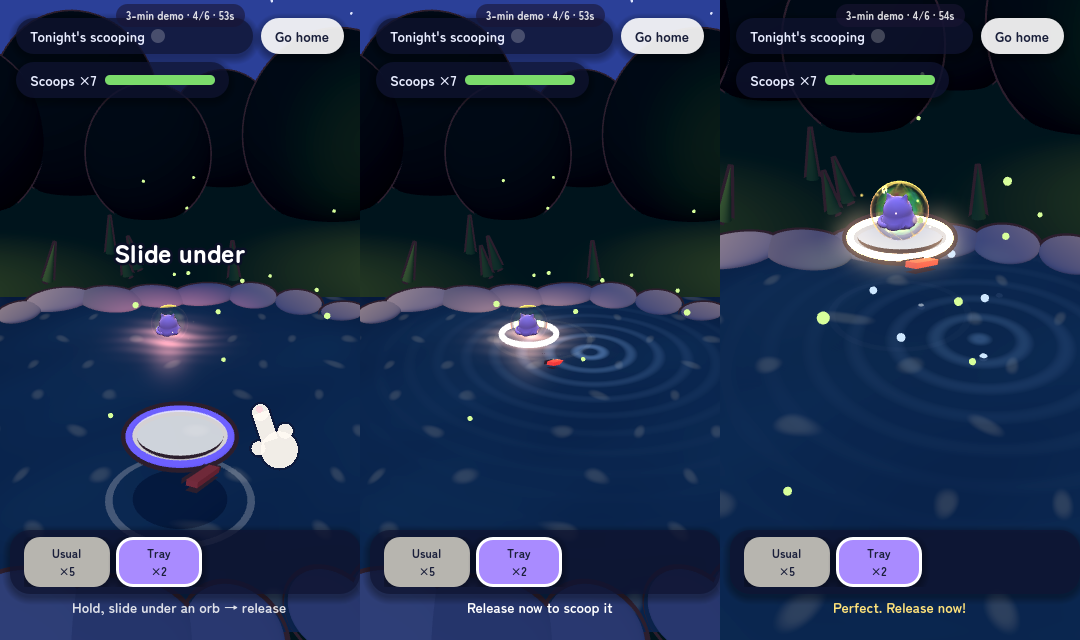 3-min demo · 4/6 · 53s
Tonight's scooping
Go home
Scoops ×7
Slide under
Usual
×5
Tray
×2
Hold, slide under an orb → release
3-min demo · 4/6 · 53s
Tonight's scooping
Go home
Scoops ×7
Usual
×5
Tray
×2
Release now to scoop it
3-min demo · 4/6 · 54s
Tonight's scooping
Go home
Scoops ×7
Usual
×5
Tray
×2
Perfect. Release now!